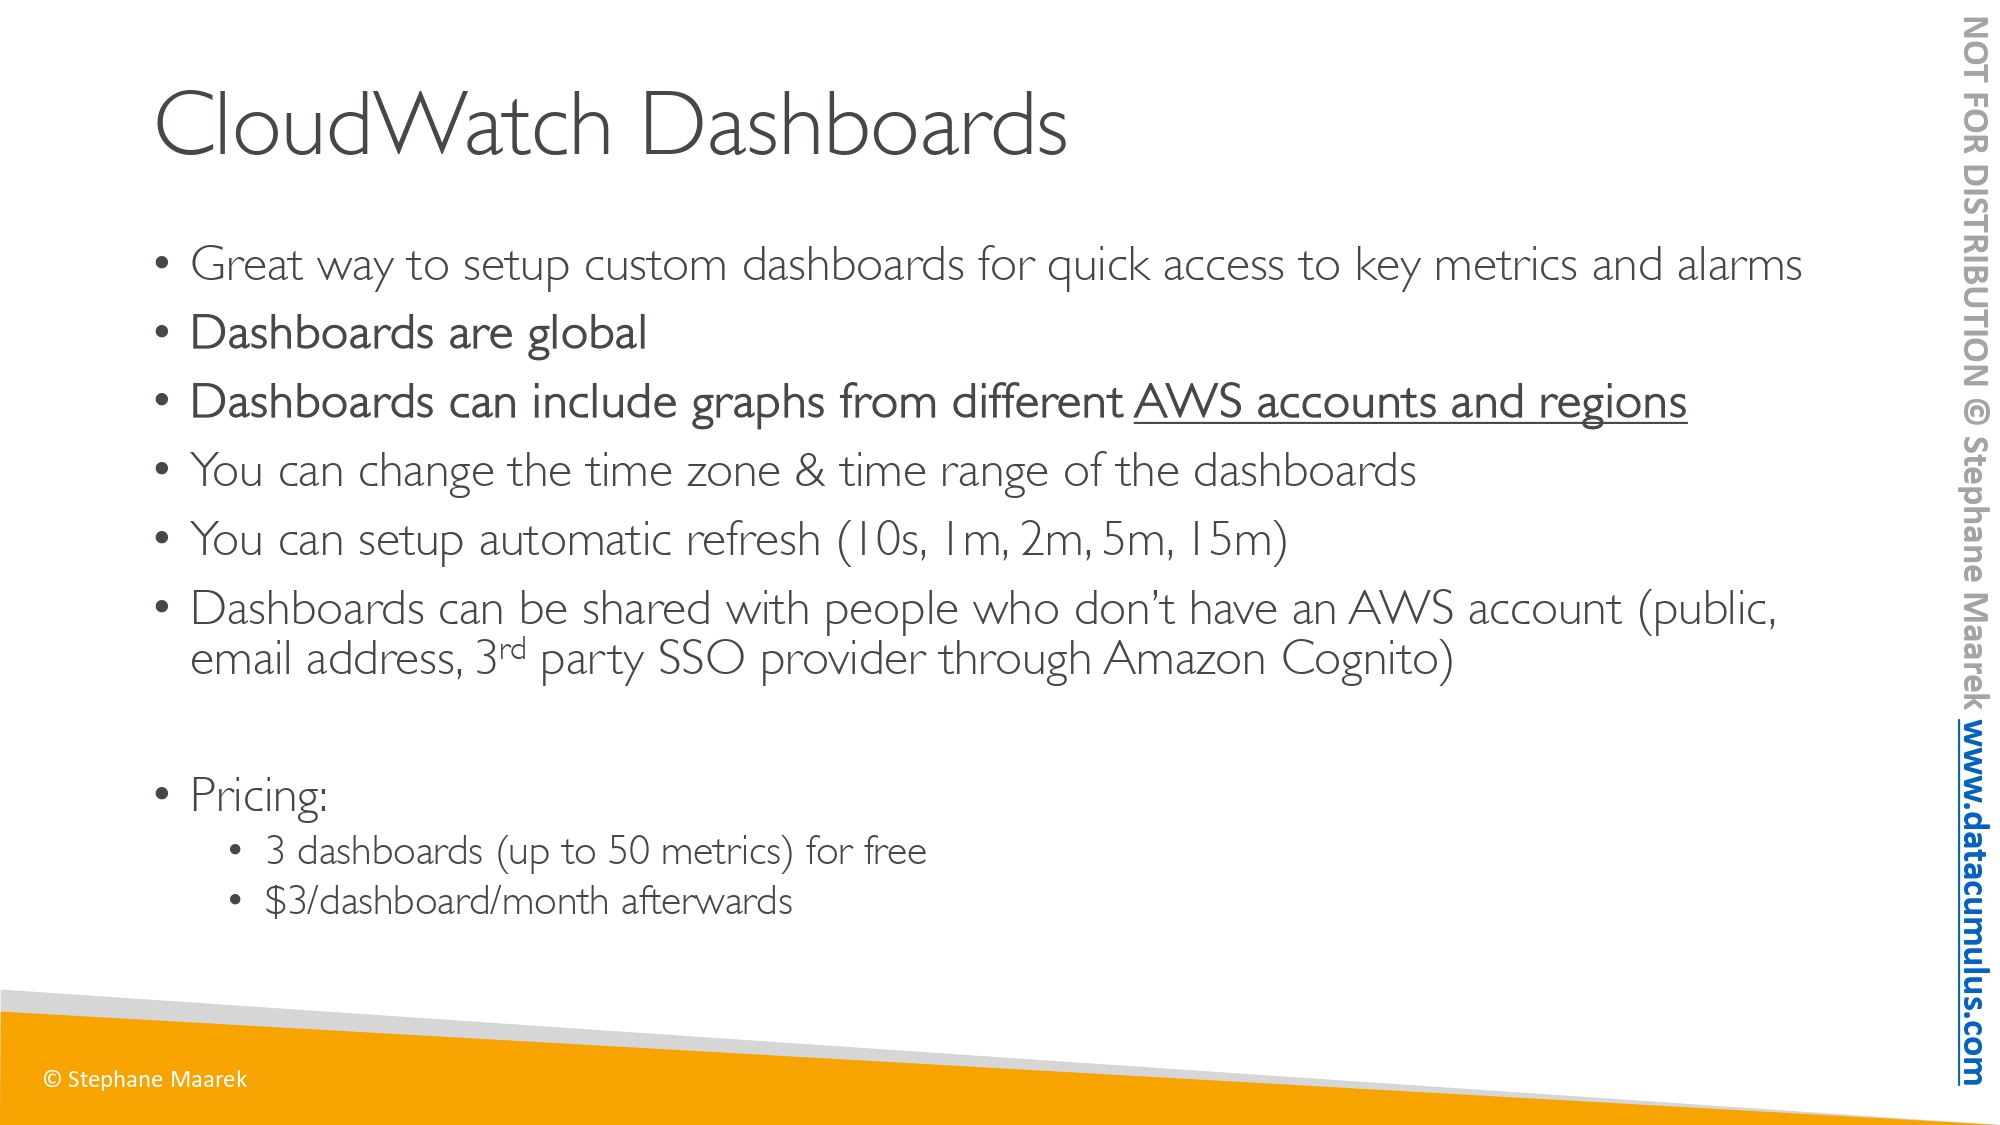 CloudWatch Dashboards
• Great way to setup custom dashboards for quick access to key metrics and alarms
• Dashboards are global
• Dashboards can include graphs from different AWS accounts and regions
• You can change the time zone & time range of the dashboards
• You can setup automatic refresh (10s, 1m, 2m, 5m, 15m)
• Dashboards can be shared with people who don’t have an AWS account (public,
email address, 3rd party SSO provider through Amazon Cognito)
• Pricing:
• 3 dashboards (up to 50 metrics) for free
• $3/dashboard/month afterwards
© Stephane Maarek
NOT FOR DISTRIBUTION © Stephane Maarek www.datacumulus.com